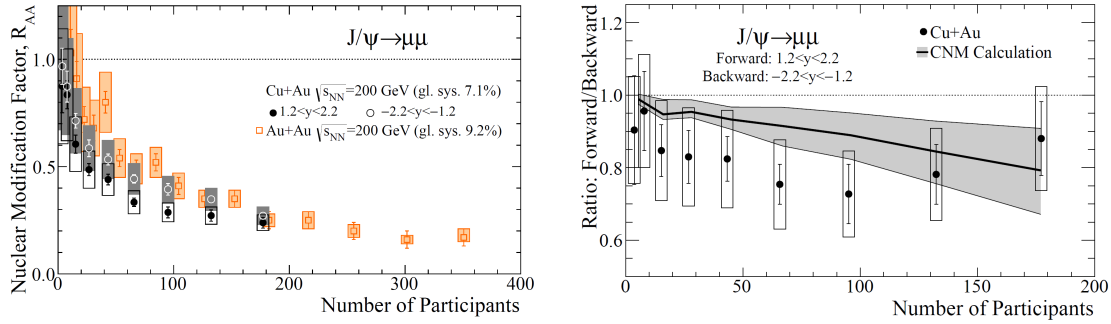 Nuclear Modification Factor, R_AA
1.0
0.5
0.0
J/ψ→μμ
Cu+Au √s_NN=200 GeV (gl. sys. 7.1%)
1.2<y<2.2 −2.2<y<−1.2
Au+Au √s_NN=200 GeV (gl. sys. 9.2%)
0 100 200 300 400
Number of Participants
Ratio: Forward/Backward
1.2
1.0
0.8
0.6
J/ψ→μμ
Forward: 1.2<y<2.2
Backward: −2.2<y<−1.2
Cu+Au
CNM Calculation
0 50 100 150 200
Number of Participants